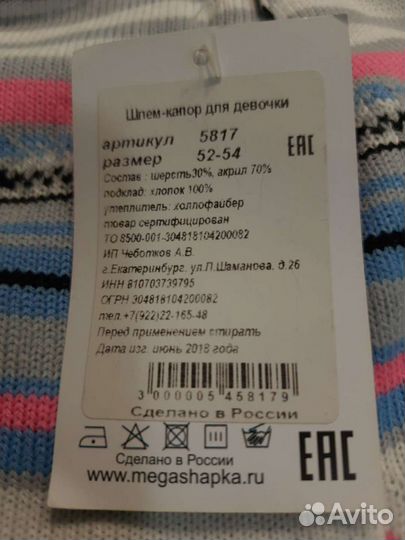 Шлем-капор для девочки
артикул 5817
размер 52-54
EAC
Состав : шерсть30%, акрил 70%
подклад: хлопок 100%
утеплитель: холлофайбер
товар сертифицирован
ТО 8500-001-304818104200082
ИП Чеботков А.В.
г.Екатеринбург. ул.П.Шаманова. д.26
ИНН 810703739795
ОГРН 304818104200082
тел.+7(922)22-165-48
Перед применением стирать
Дата изг. июнь 2018 года
3 000005 458179
Сделано в России
Сделано в России
www.megashapka.ru
EAC
Avito